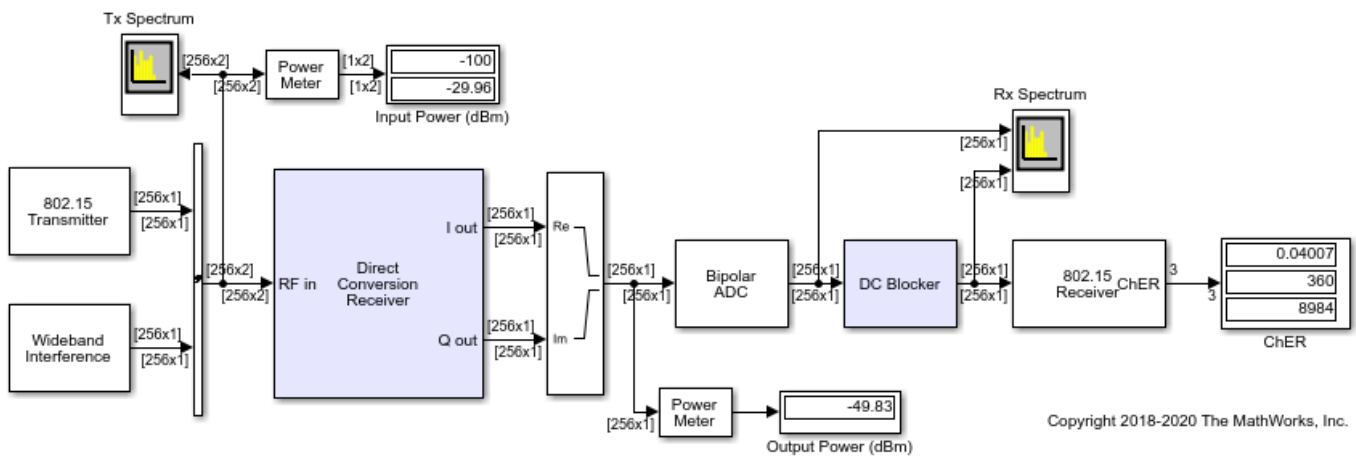 Tx Spectrum
[256x2]
[256x2]
Power
Meter
[1x2]
[1x2]
-100
-29.96
Input Power (dBm)
Rx Spectrum
[256x1]
[256x1]
802.15
Transmitter
[256x1]
[256x1]
Wideband
Interference
[256x1]
[256x1]
[256x2]
[256x2]
RF in
Direct
Conversion
Receiver
I out
Q out
[256x1]
[256x1]
[256x1]
[256x1]
Re
Im
[256x1]
[256x1]
Bipolar
ADC
[256x1]
[256x1]
DC Blocker
[256x1]
[256x1]
802.15
Receiver
ChER
3
3
0.04007
360
8984
ChER
[256x1]
Power
Meter
-49.83
Output Power (dBm)
Copyright 2018-2020 The MathWorks, Inc.